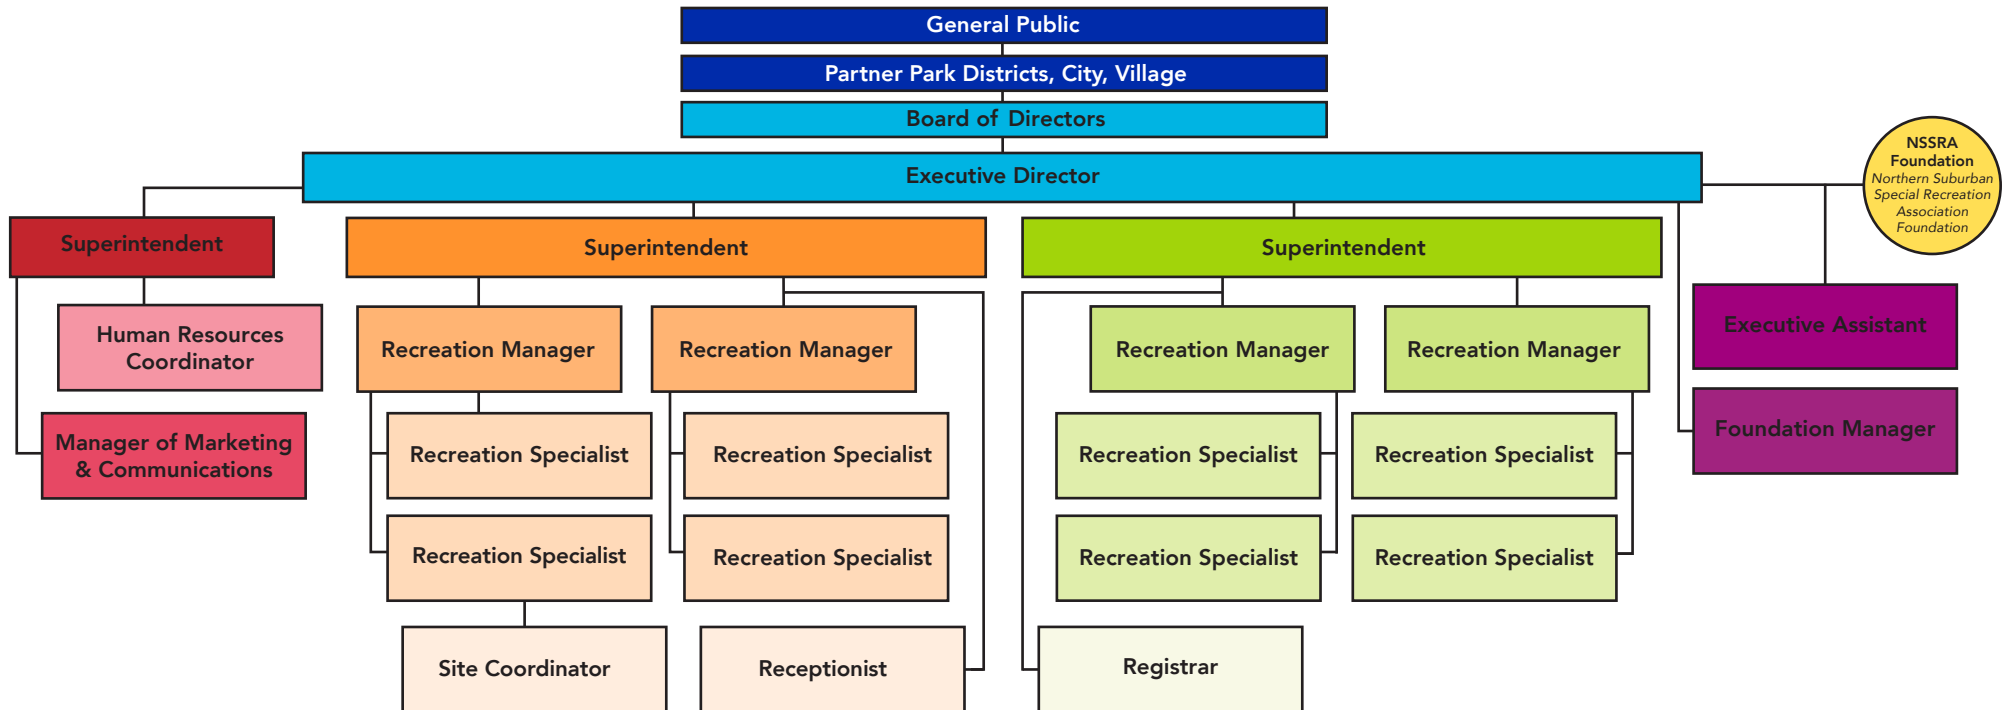 General Public
Partner Park Districts, City, Village
Board of Directors
Executive Director
NSSRA
Foundation
Northern Suburban
Special Recreation
Association
Foundation
Superintendent
Superintendent
Superintendent
Human Resources
Coordinator
Recreation Manager
Recreation Manager
Recreation Manager
Recreation Manager
Executive Assistant
Manager of Marketing
& Communications
Recreation Specialist
Recreation Specialist
Recreation Specialist
Recreation Specialist
Foundation Manager
Recreation Specialist
Recreation Specialist
Recreation Specialist
Recreation Specialist
Site Coordinator
Receptionist
Registrar